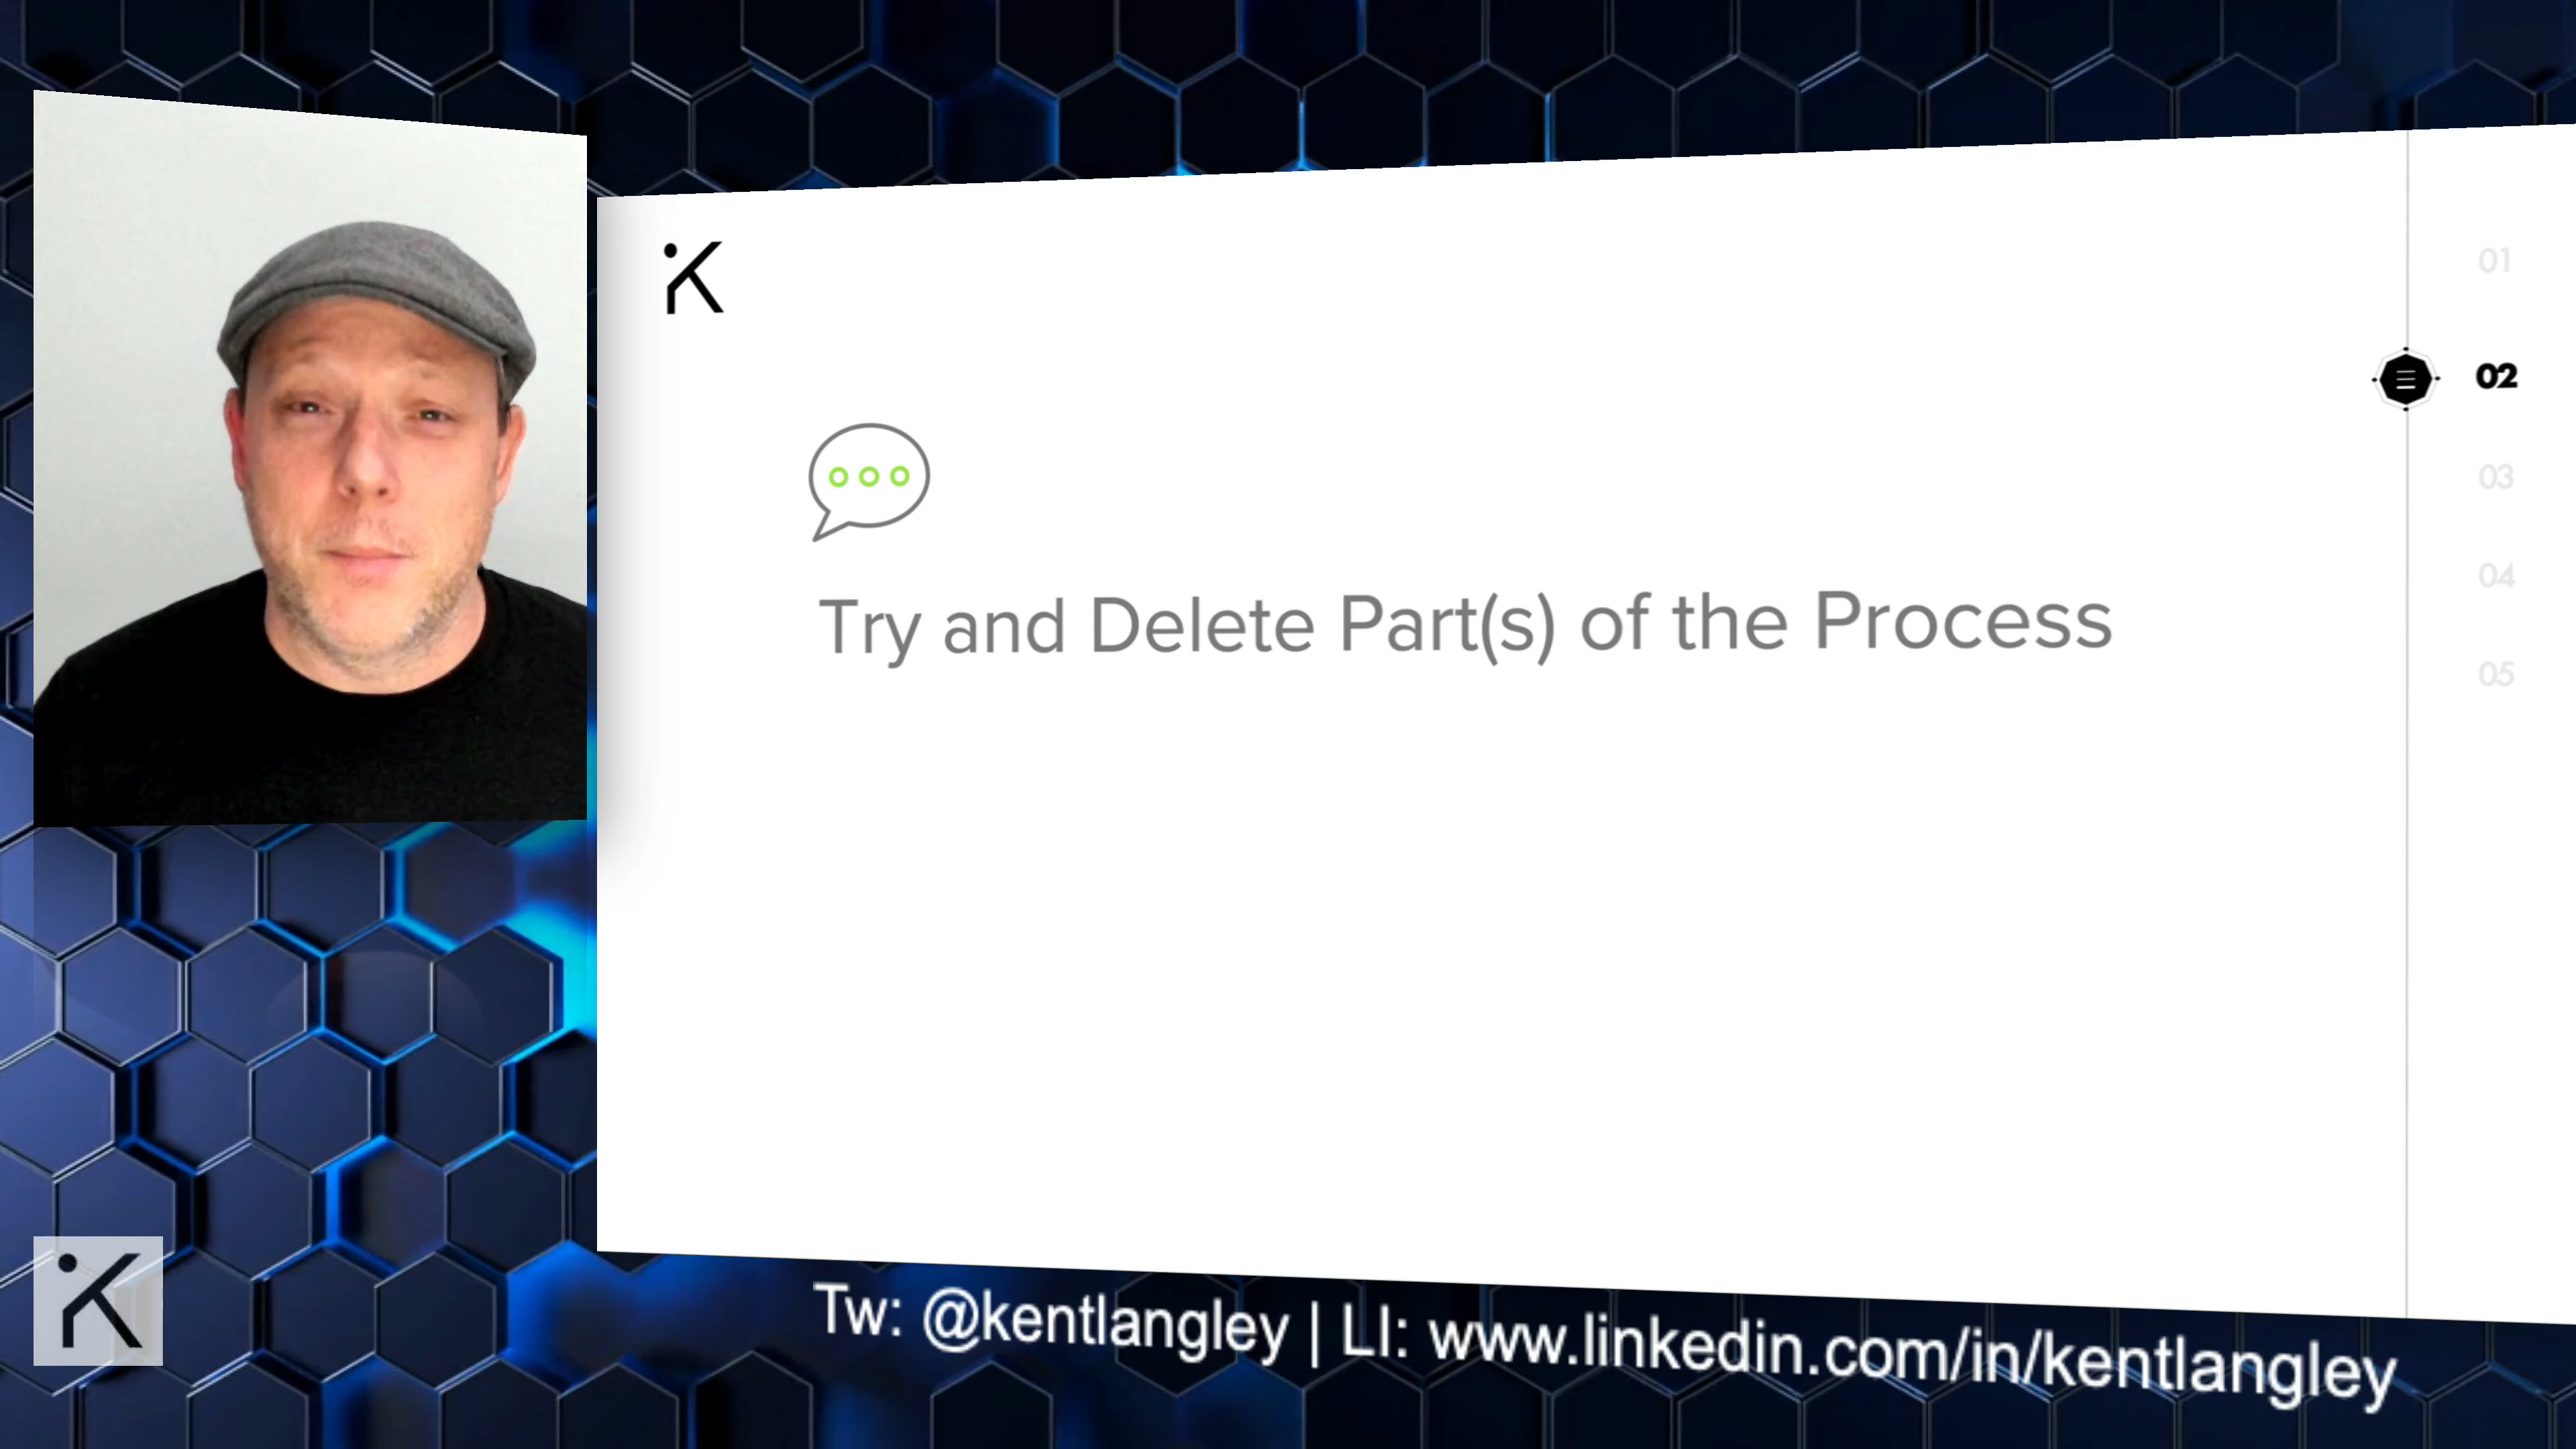 01
02
03
04
05
Try and Delete Part(s) of the Process
Tw: @kentlangley | LI: www.linkedin.com/in/kentlangley